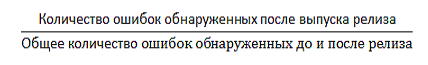 Количество ошибок обнаруженных после выпуска релиза
Общее количество ошибок обнаруженных до и после релиза